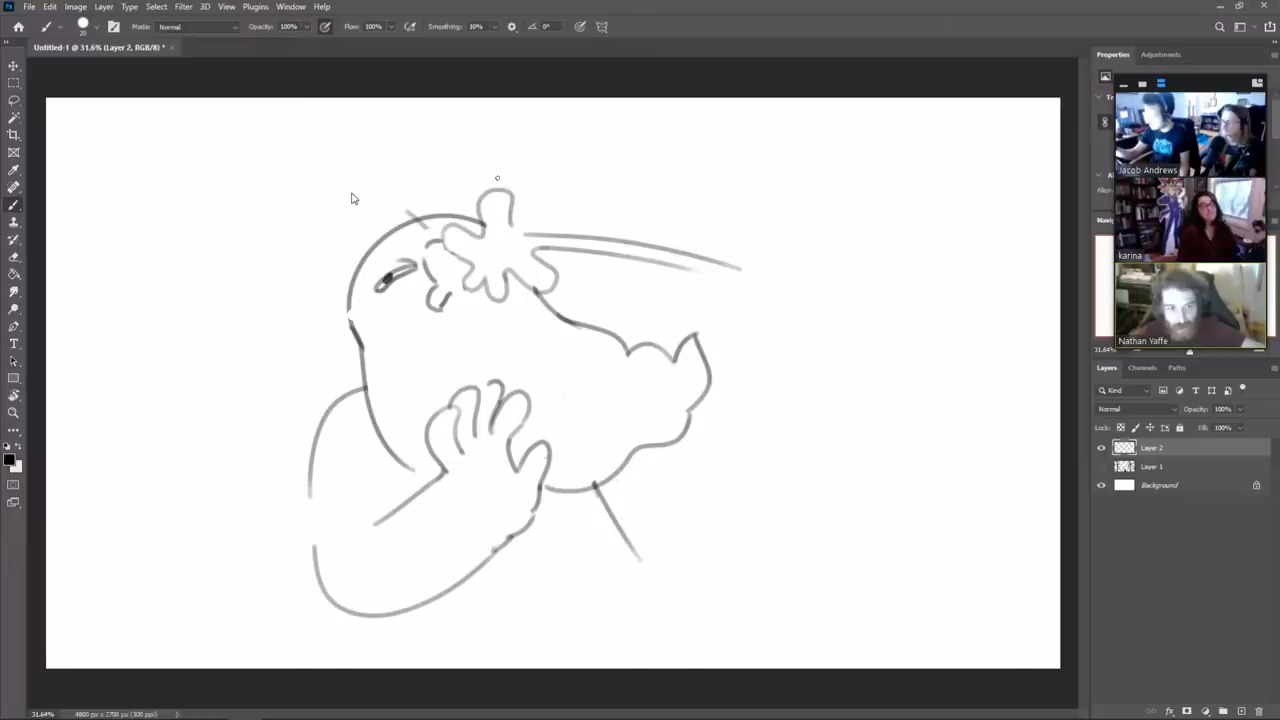 File Edit Image Layer Type Select Filter 3D View Plugins Window Help
20 Mode: Normal Opacity: 100% Flow: 100% Smoothing: 10% 0°
Untitled-1 @ 31.6% (Layer 2, RGB/8) * ×
Properties Adjustments
Jacob Andrews
karina
Nathan Yaffe
Layers Channels Paths
Kind
Normal Opacity: 100%
Lock: Fill: 100%
Layer 2
Layer 1
Background
31.64% 4800 px x 2700 px (300 ppi)